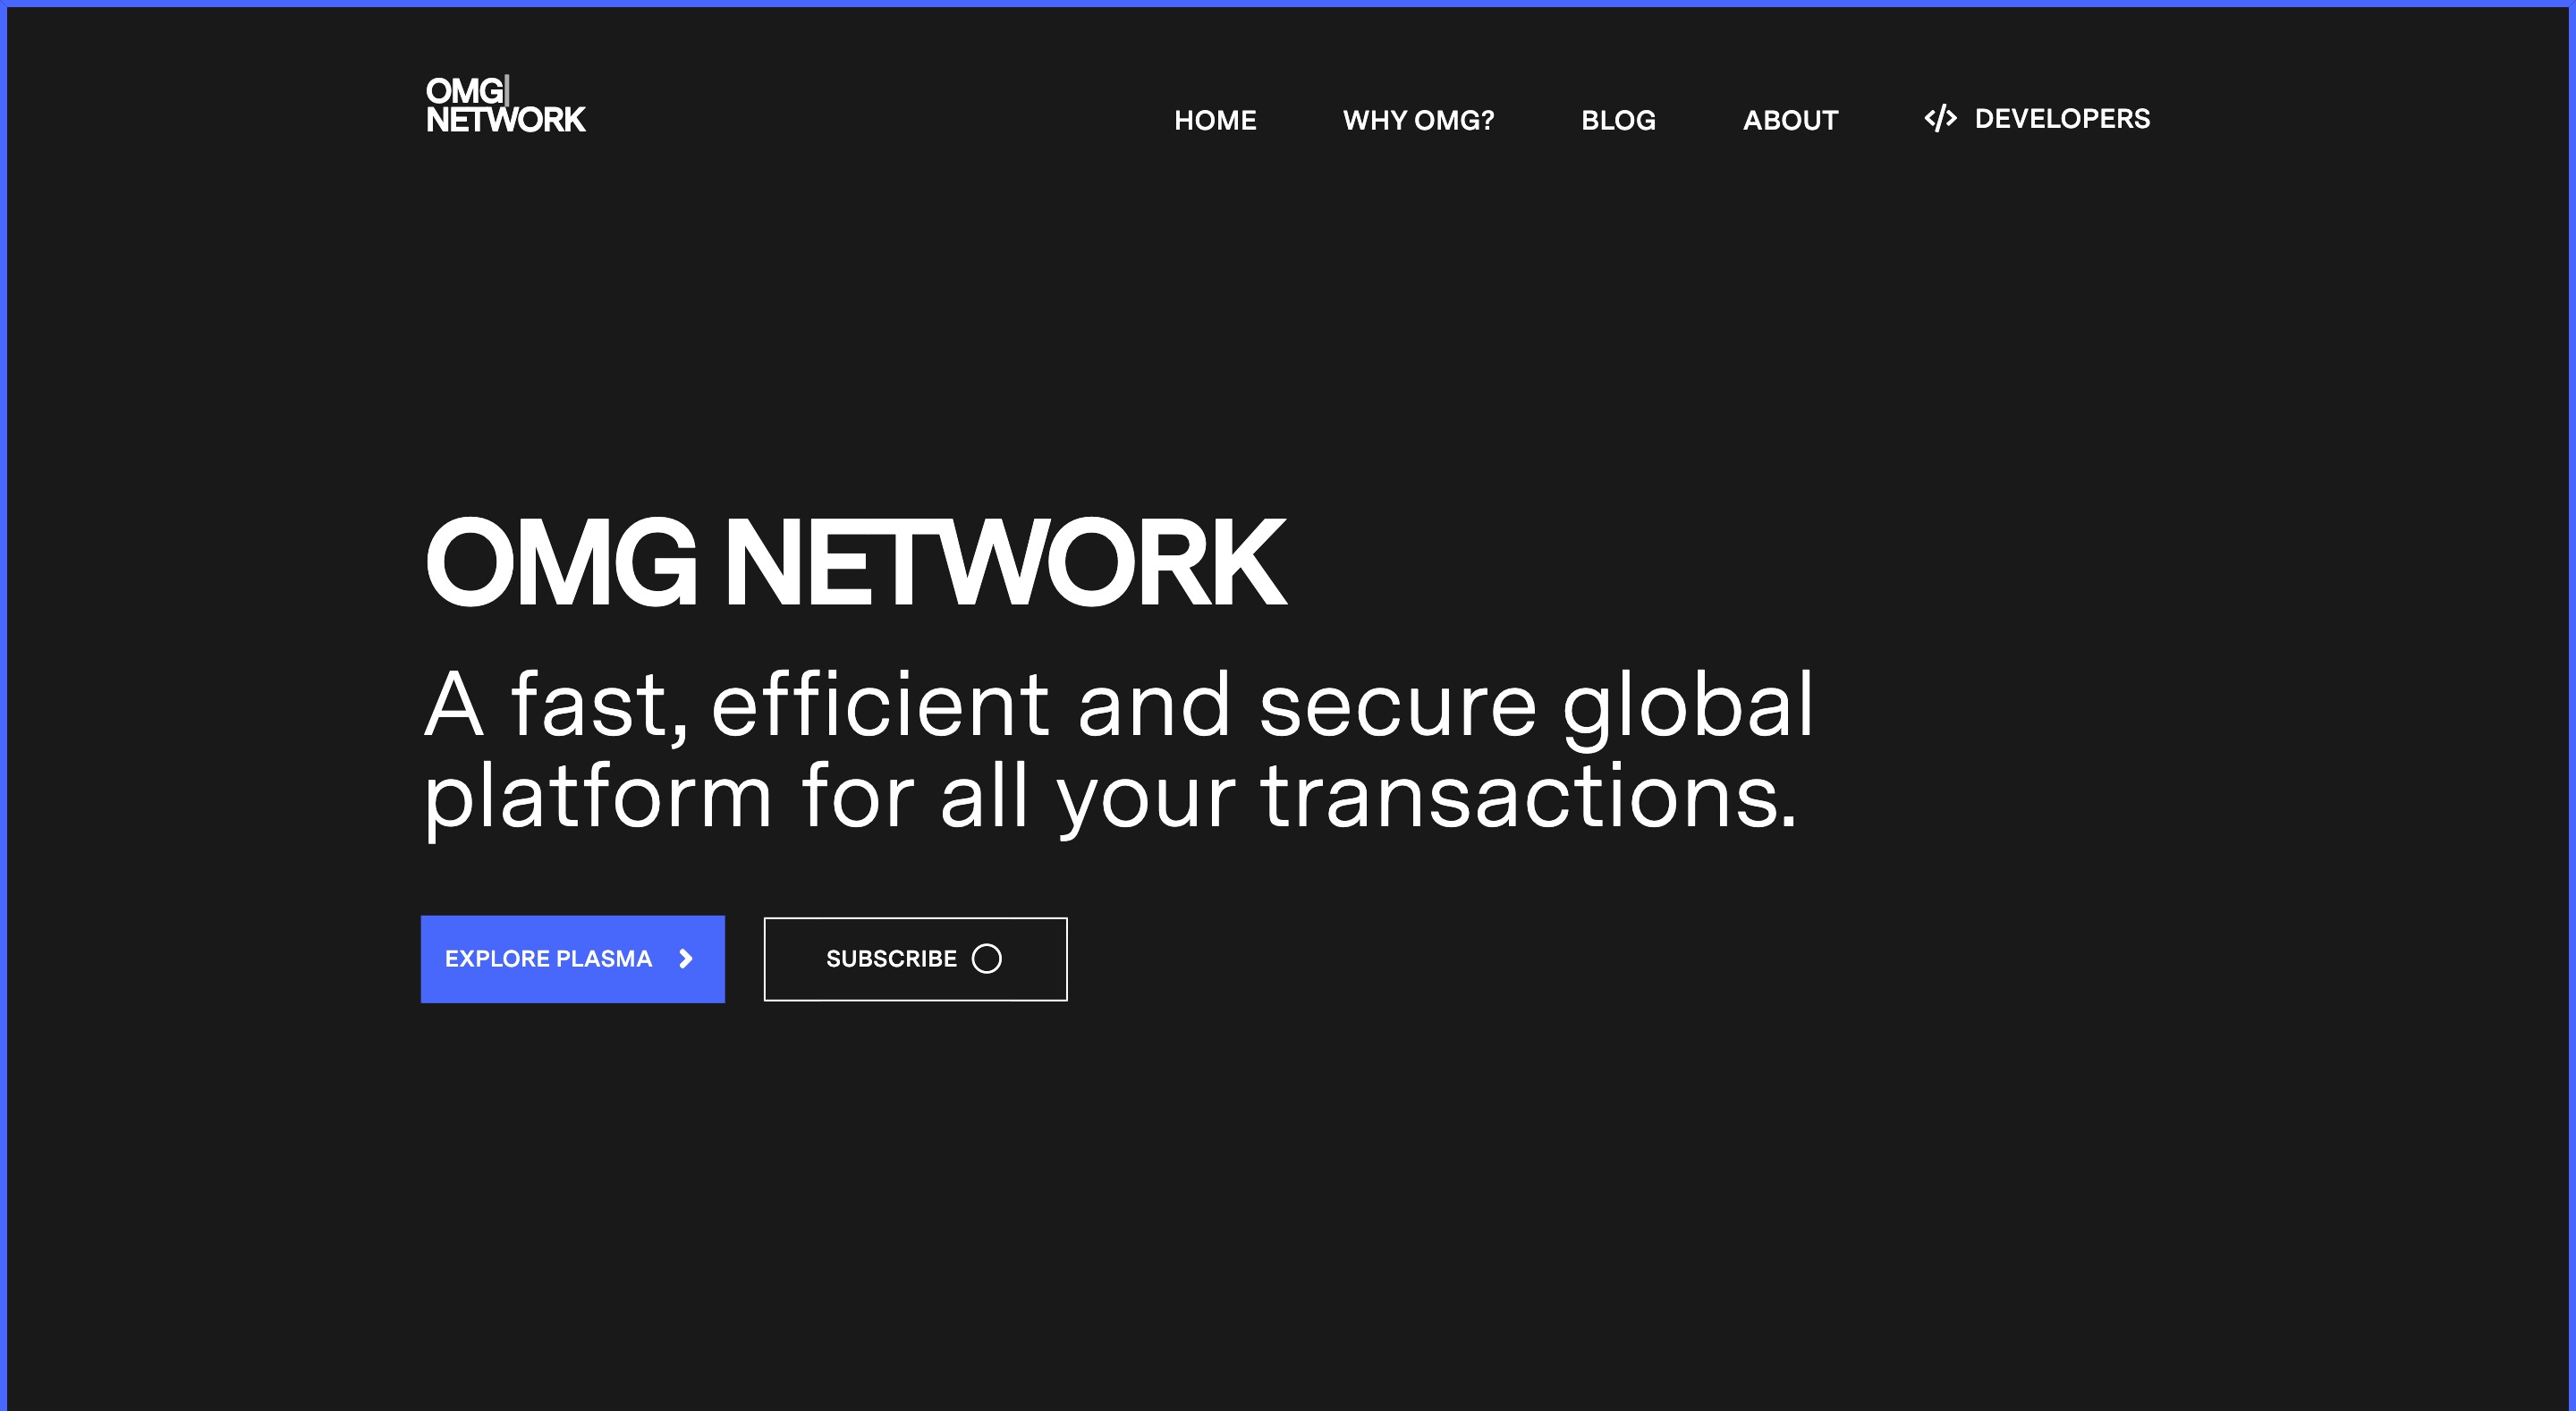 OMG
NETWORK
HOME
WHY OMG?
BLOG
ABOUT
</> DEVELOPERS
OMG NETWORK
A fast, efficient and secure global
platform for all your transactions.
EXPLORE PLASMA
SUBSCRIBE